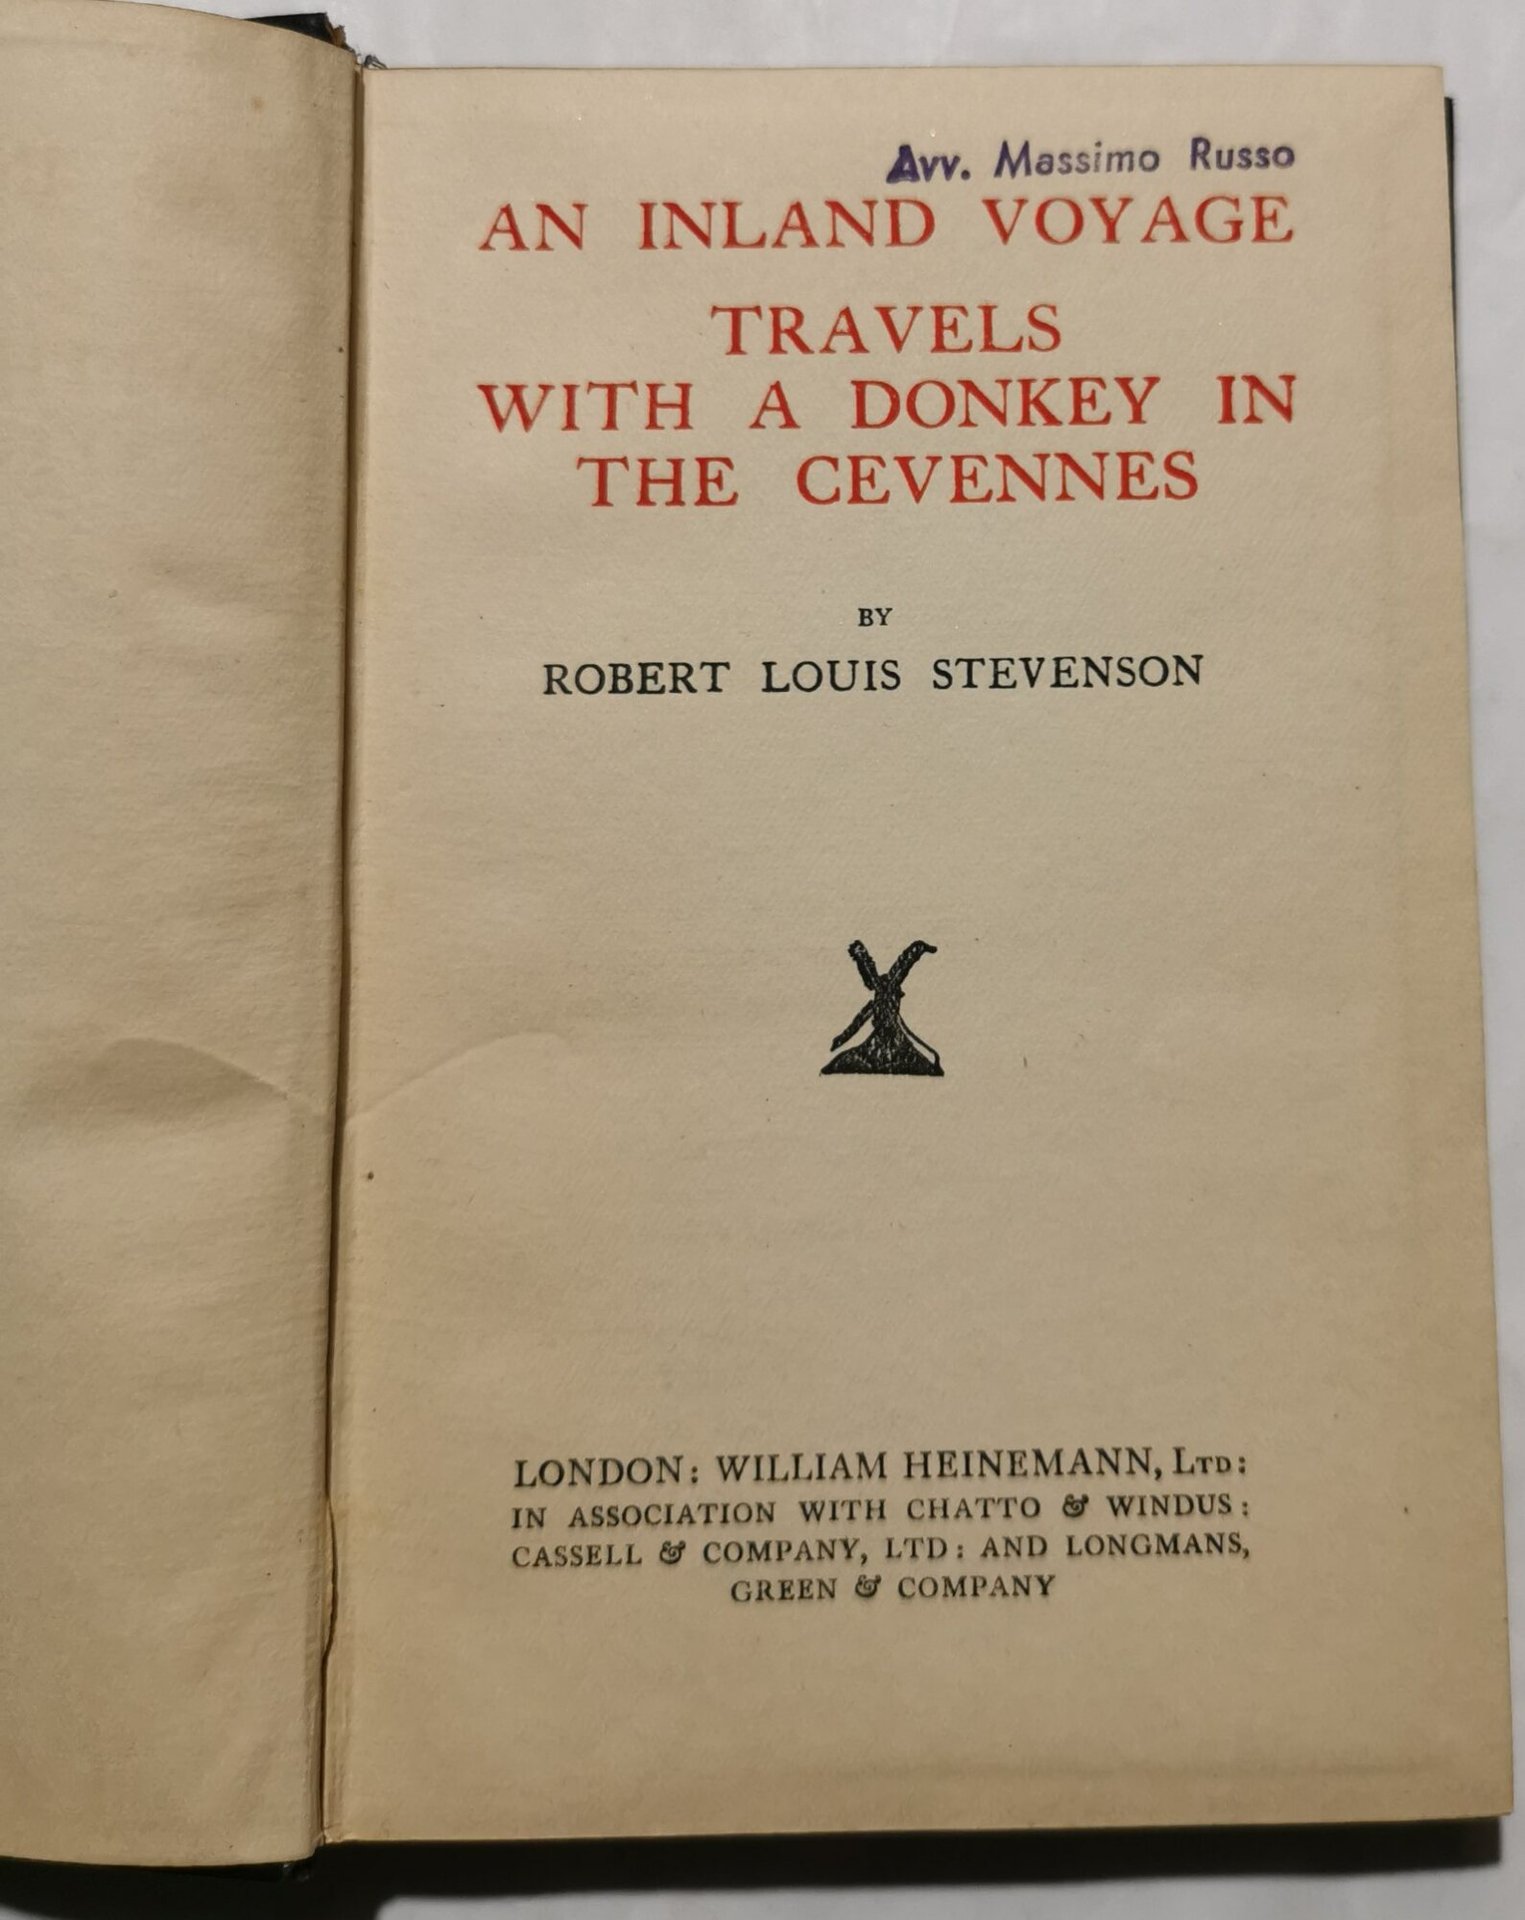 Avv. Massimo Russo
AN INLAND VOYAGE
TRAVELS
WITH A DONKEY IN
THE CEVENNES
BY
ROBERT LOUIS STEVENSON
LONDON: WILLIAM HEINEMANN, LTD:
IN ASSOCIATION WITH CHATTO & WINDUS:
CASSELL & COMPANY, LTD: AND LONGMANS,
GREEN & COMPANY